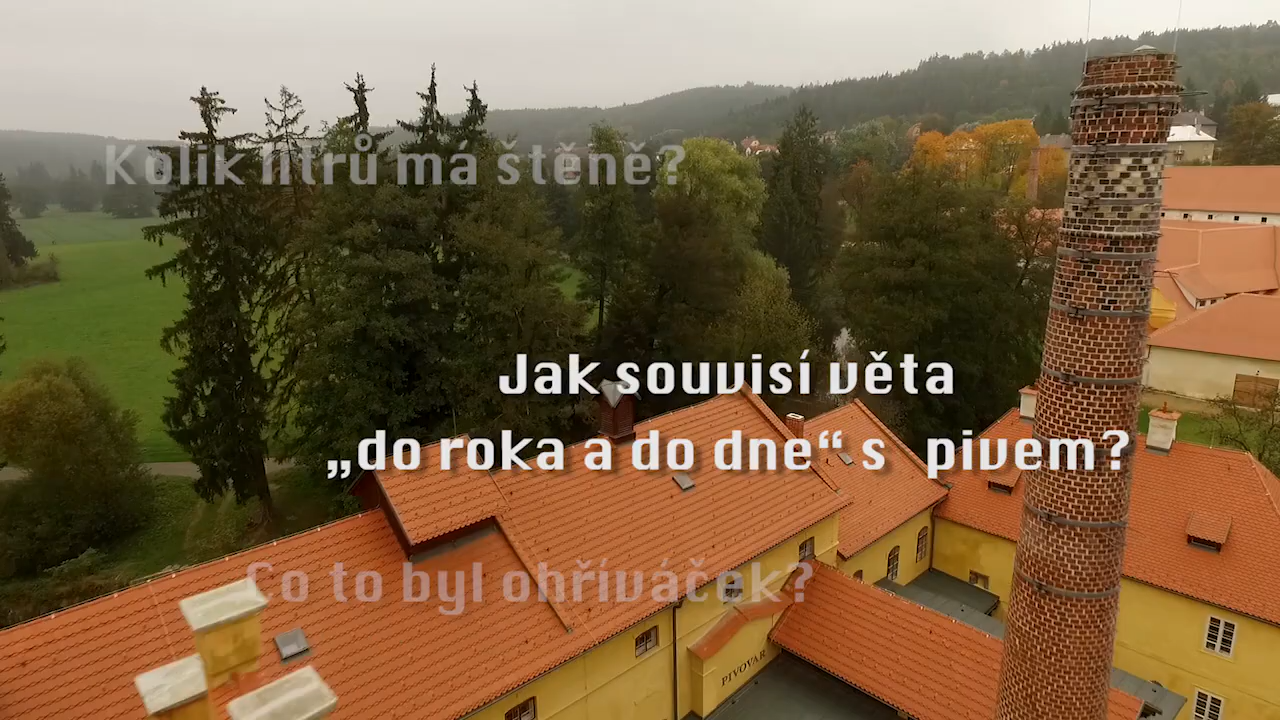 Kolik litrů má štěně?
Jak souvisí věta
„do roka a do dne“ s pivem?
Co to byl ohříváček?
PIVOVAR